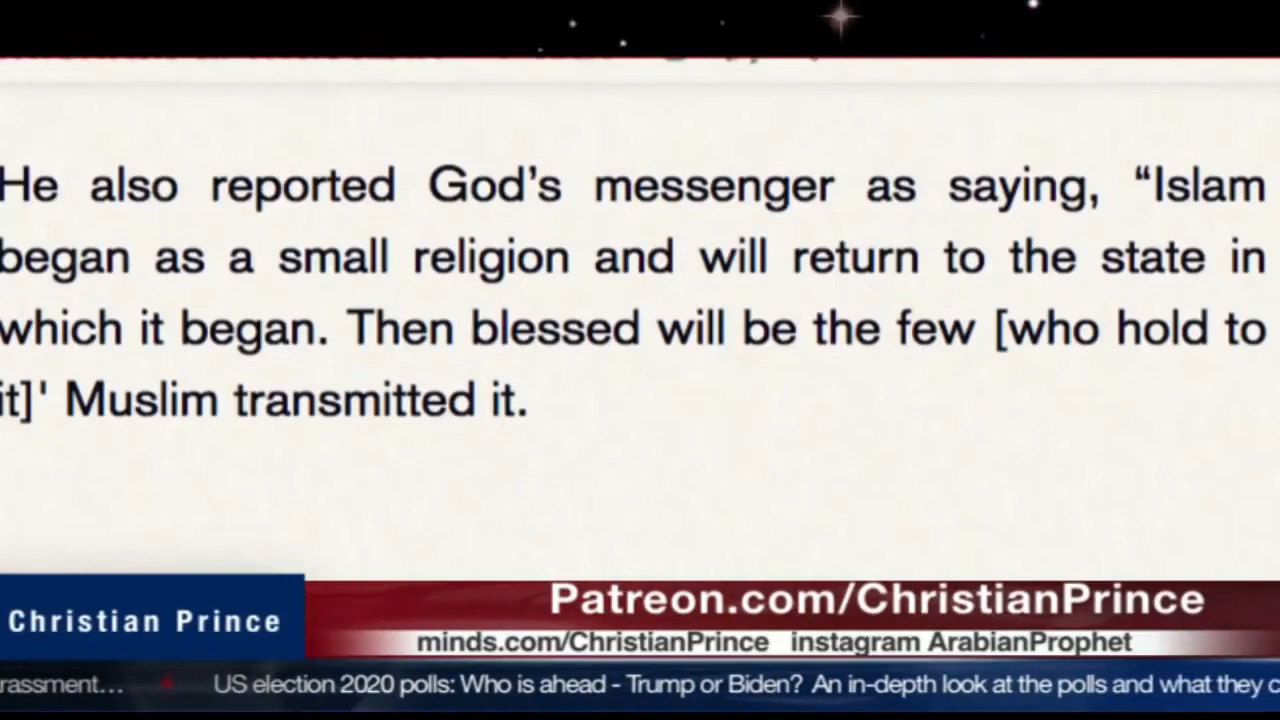 He also reported God’s messenger as saying, “Islam
began as a small religion and will return to the state in
which it began. Then blessed will be the few [who hold to
it]' Muslim transmitted it.
Patreon.com/ChristianPrince
Christian Prince
minds.com/ChristianPrince instagram ArabianProphet
rassment... US election 2020 polls: Who is ahead - Trump or Biden? An in-depth look at the polls and what they